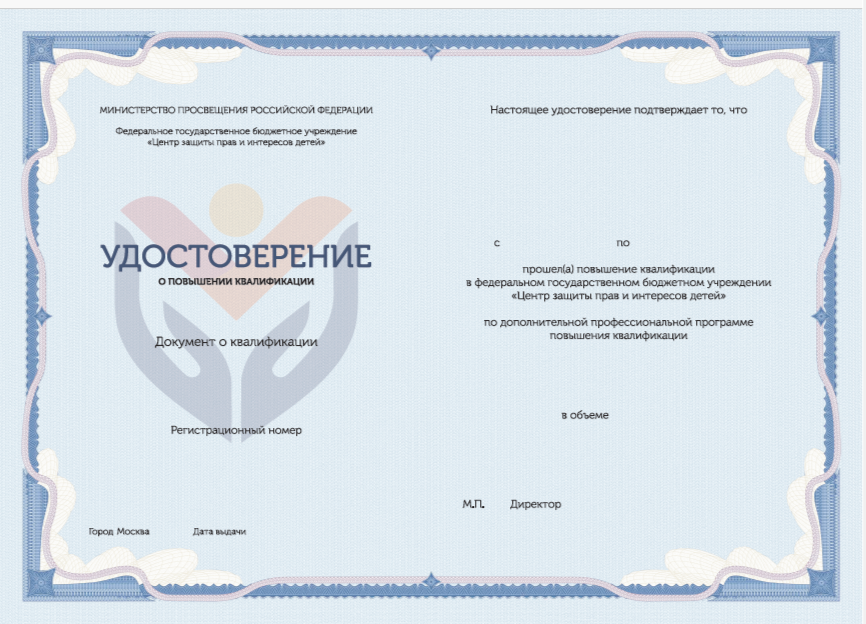 МИНИСТЕРСТВО ПРОСВЕЩЕНИЯ РОССИЙСКОЙ ФЕДЕРАЦИИ
Федеральное государственное бюджетное учреждение
«Центр защиты прав и интересов детей»
УДОСТОВЕРЕНИЕ
О ПОВЫШЕНИИ КВАЛИФИКАЦИИ
Документ о квалификации
Регистрационный номер
Город Москва Дата выдачи
Настоящее удостоверение подтверждает то, что
с по
прошел(а) повышение квалификации
в федеральном государственном бюджетном учреждении
«Центр защиты прав и интересов детей»
по дополнительной профессиональной программе
повышения квалификации
в объеме
М.П. Директор